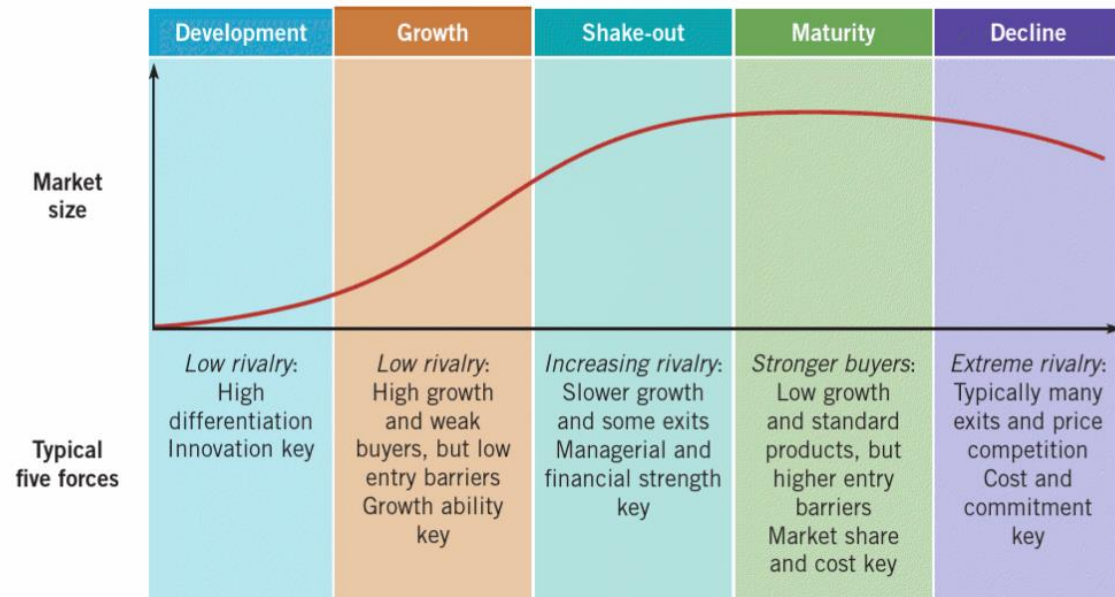 Development
Growth
Shake-out
Maturity
Decline
Market
size
Typical
five forces
Low rivalry:
High
differentiation
Innovation key
Low rivalry:
High growth
and weak
buyers, but low
entry barriers
Growth ability
key
Increasing rivalry:
Slower growth
and some exits
Managerial and
financial strength
key
Stronger buyers:
Low growth
and standard
products, but
higher entry
barriers
Market share
and cost key
Extreme rivalry:
Typically many
exits and price
competition
Cost and
commitment
key